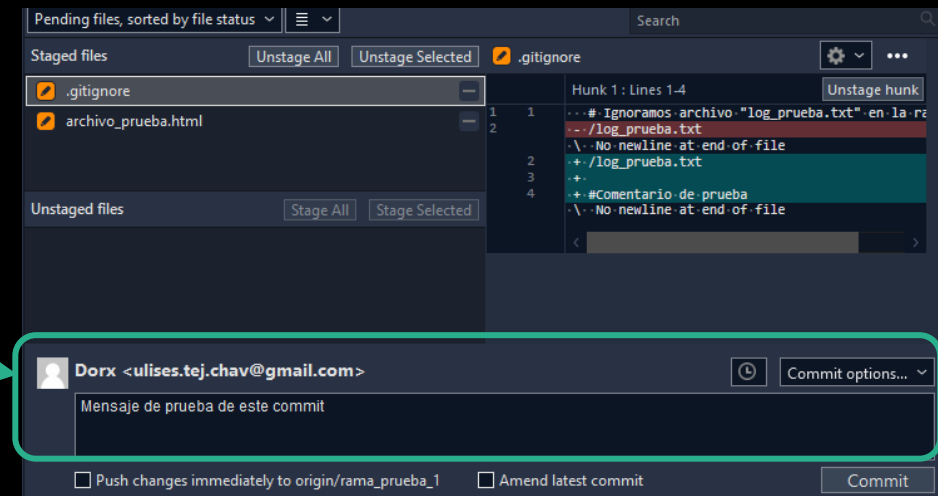 Pending files, sorted by file status
Search
Staged files
Unstage All
Unstage Selected
.gitignore
•••
.gitignore
archivo_prueba.html
Hunk 1 : Lines 1-4
Unstage hunk
1 1 ···#·Ignoramos·archivo·"log_prueba.txt"·en·la·ra
2 ·-·/log_prueba.txt
·\··No·newline·at·end·of·file
2 ·+·/log_prueba.txt
3 ·+·
4 ·+·#Comentario·de·prueba
·\··No·newline·at·end·of·file
Unstaged files
Stage All
Stage Selected
Dorx <ulises.tej.chav@gmail.com>
Commit options...
Mensaje de prueba de este commit
Push changes immediately to origin/rama_prueba_1
Amend latest commit
Commit